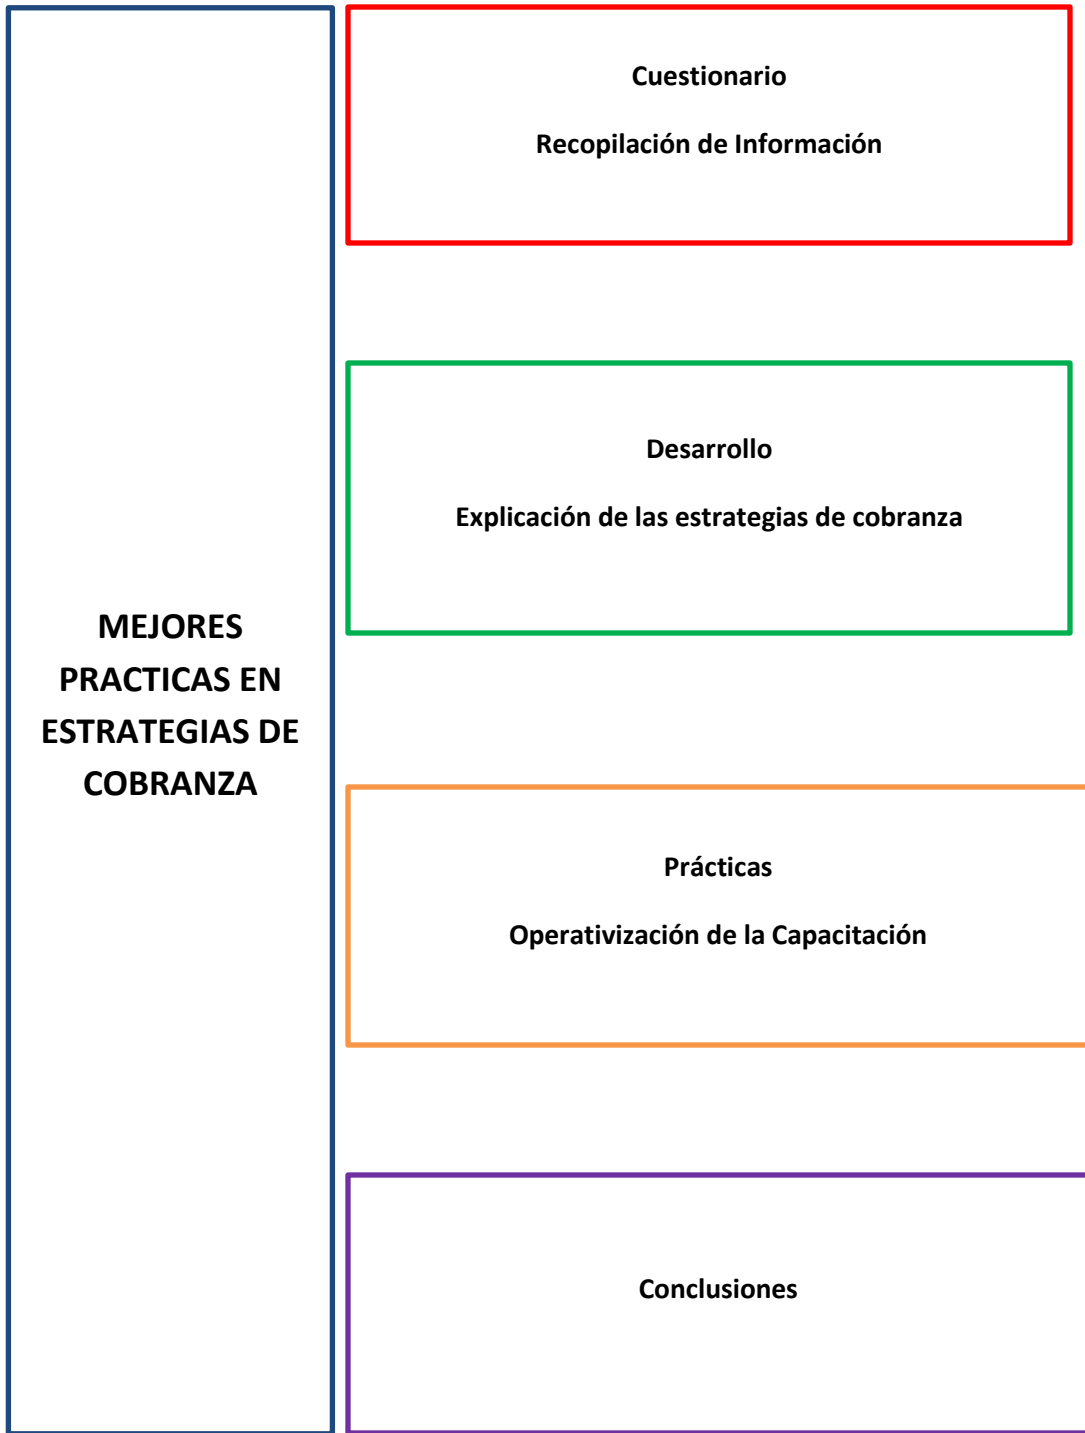 MEJORES
PRACTICAS EN
ESTRATEGIAS DE
COBRANZA
Cuestionario
Recopilación de Información
Desarrollo
Explicación de las estrategias de cobranza
Prácticas
Operativización de la Capacitación
Conclusiones